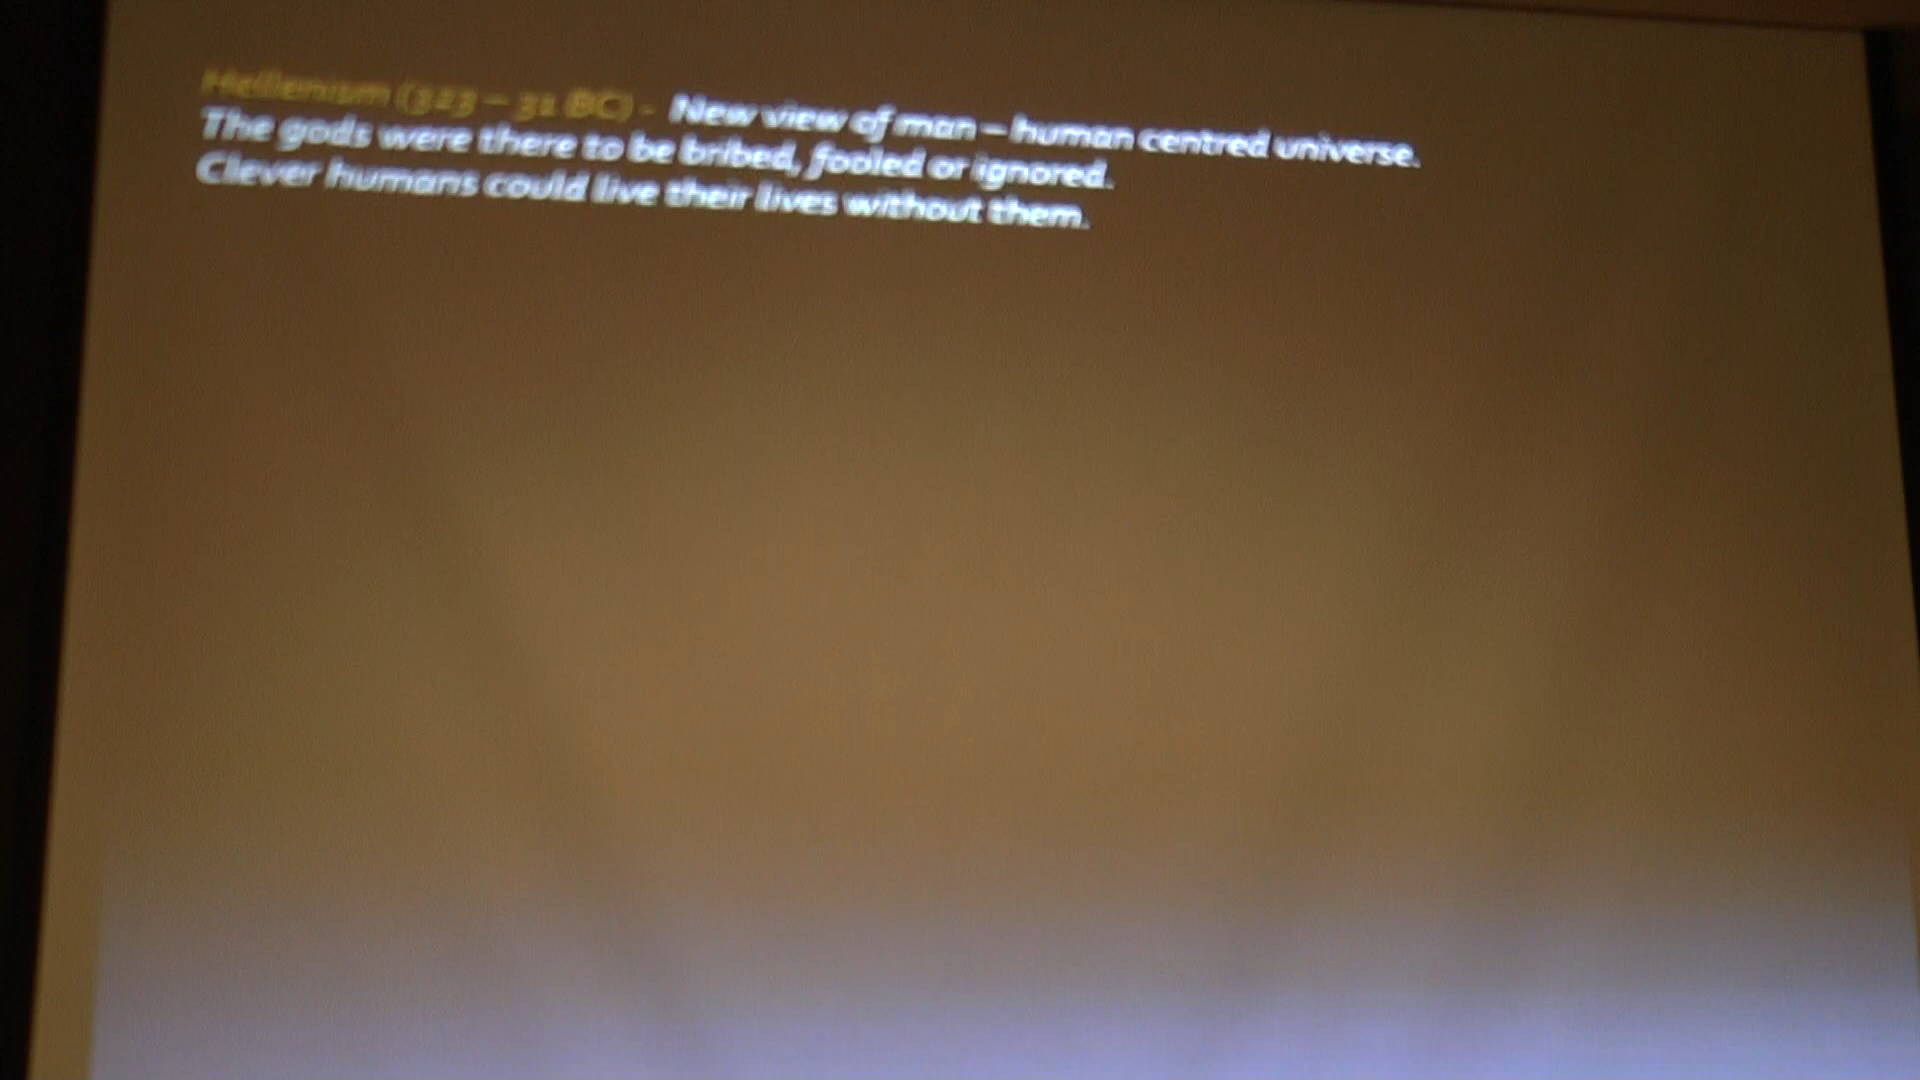 Hellenism (323 – 31 BC) - New view of man – human centred universe.
The gods were there to be bribed, fooled or ignored.
Clever humans could live their lives without them.